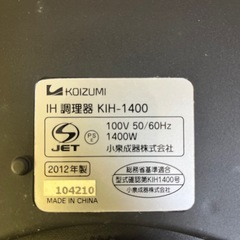 KOIZUMI
IH 調理器 KIH-1400
100V 50/60Hz
1400W
小泉成器株式会社
PS
E
S
JET
2012年製
104210
MADE IN CHINA
総務省基準適合
型式確認第KIH1400号
小泉成器株式会社